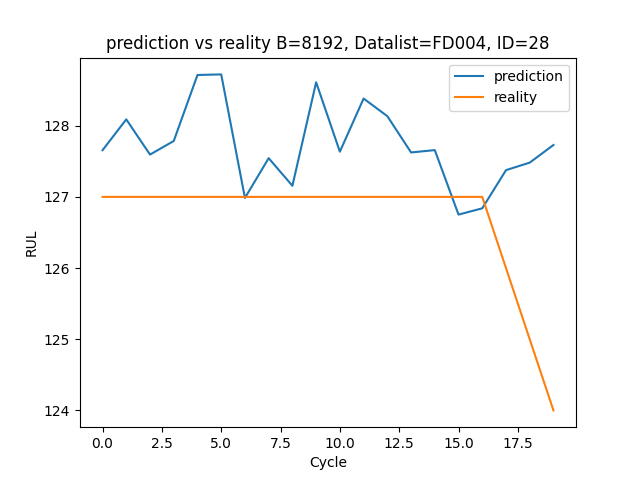 prediction vs reality B=8192, Datalist=FD004, ID=28
prediction
reality
128
127
126
125
124
RUL
0.0 2.5 5.0 7.5 10.0 12.5 15.0 17.5
Cycle